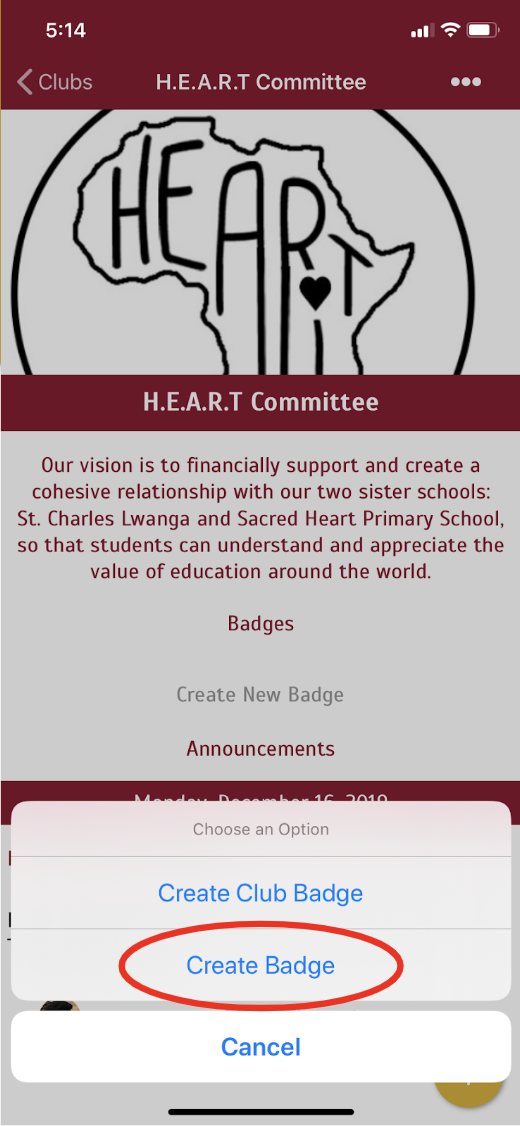 5:14
Clubs
H.E.A.R.T Committee
HEART
H.E.A.R.T Committee
Our vision is to financially support and create a
cohesive relationship with our two sister schools:
St. Charles Lwanga and Sacred Heart Primary School,
so that students can understand and appreciate the
value of education around the world.
Badges
Create New Badge
Announcements
Monday, December 16, 2019
Choose an Option
Create Club Badge
Create Badge
Cancel